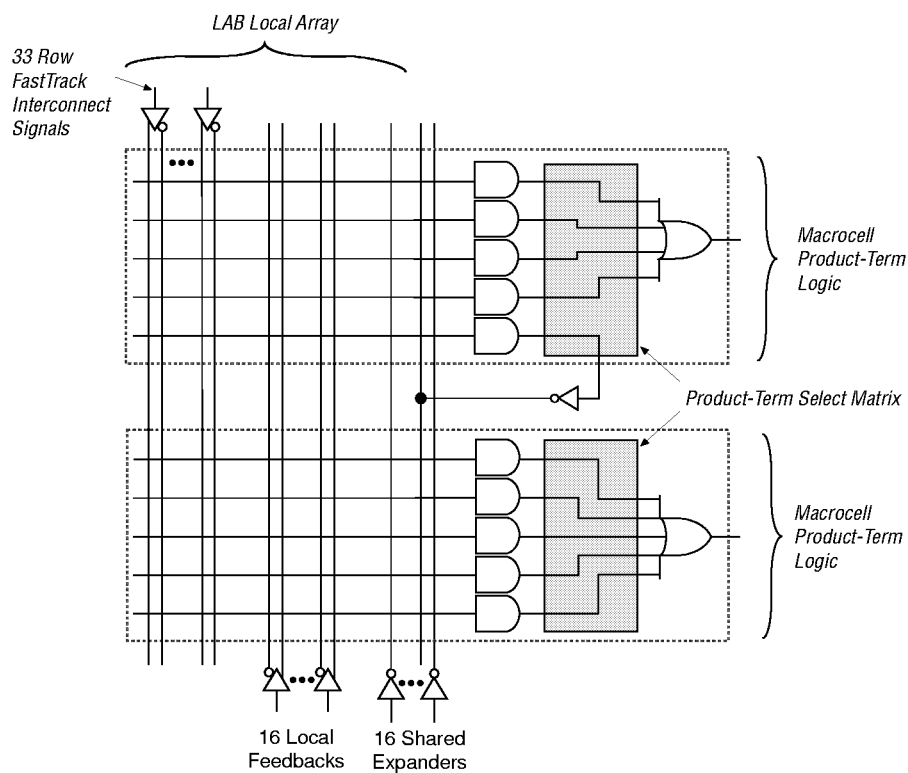 LAB Local Array
33 Row
FastTrack
Interconnect
Signals
Macrocell
Product-Term
Logic
Product-Term Select Matrix
Macrocell
Product-Term
Logic
16 Local
Feedbacks
16 Shared
Expanders